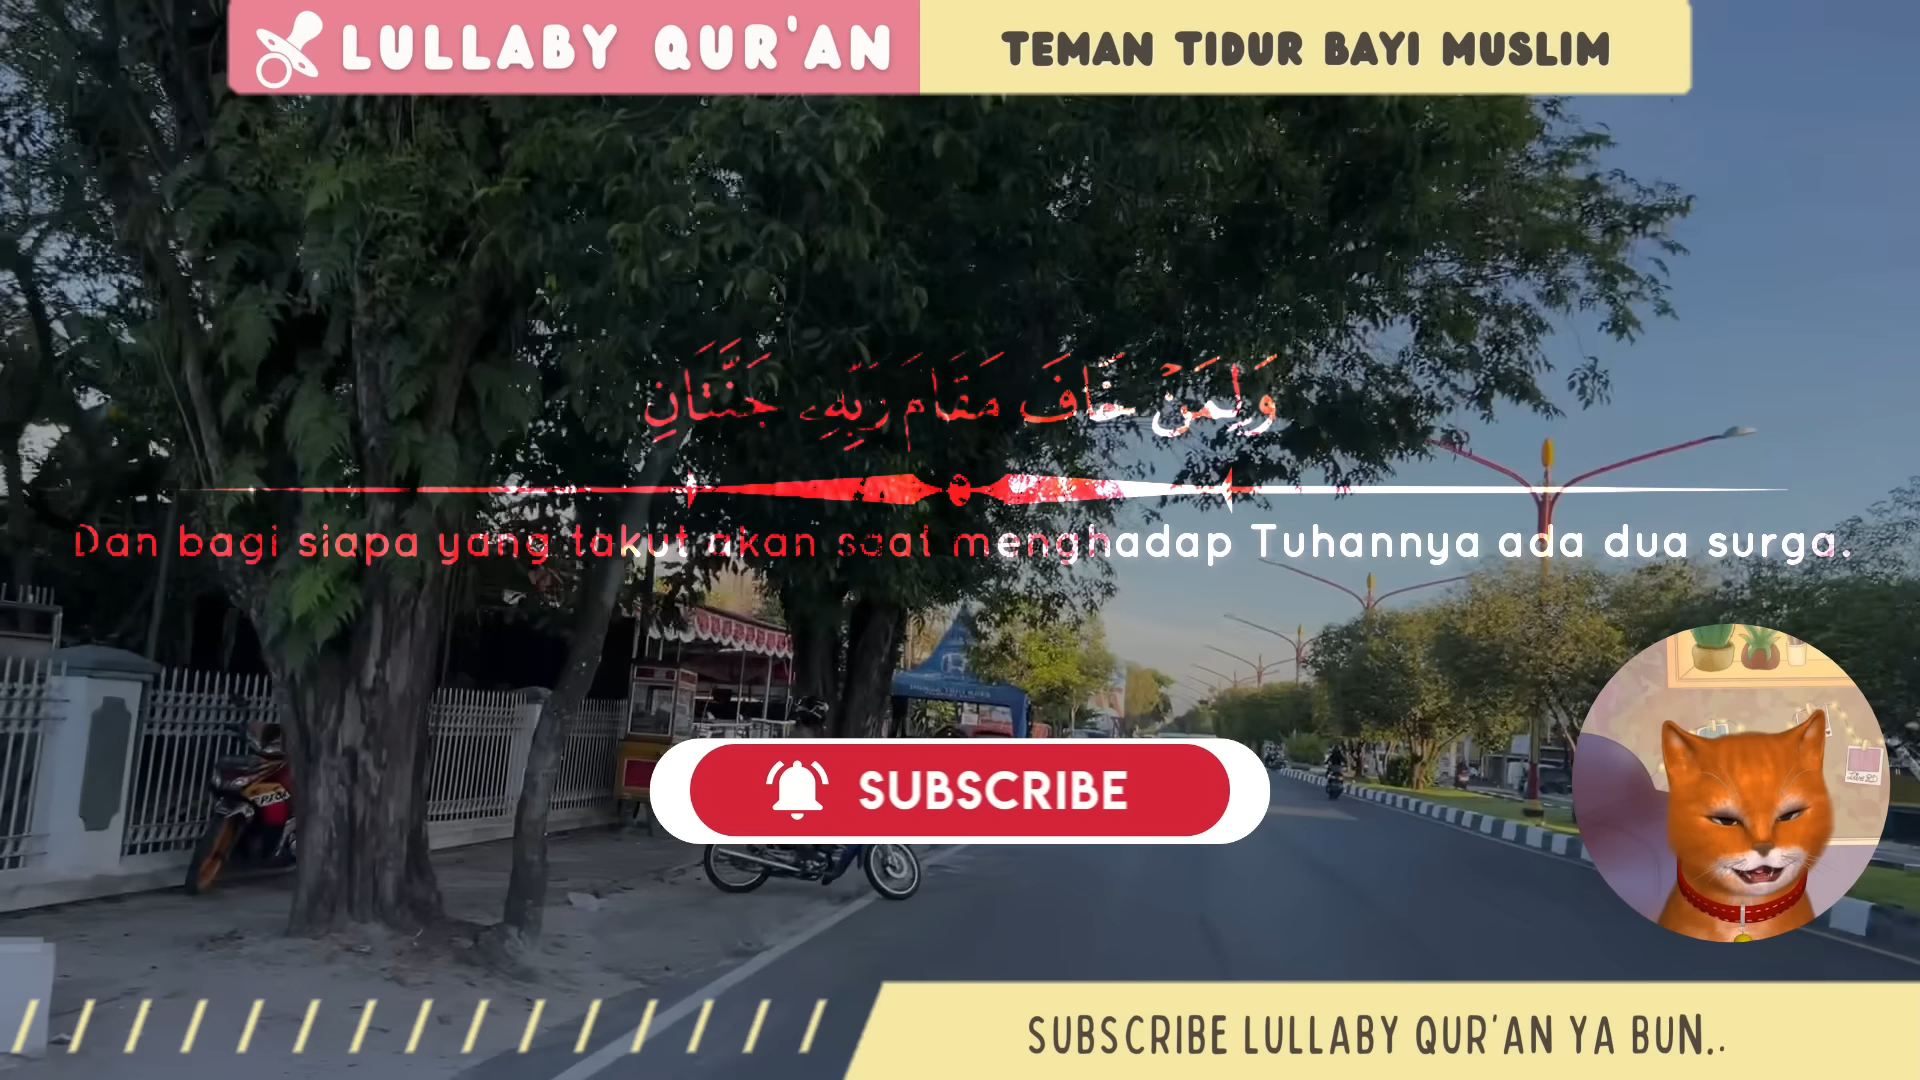 LULLABY QUR'AN
TEMAN TIDUR BAYI MUSLIM
وَلِمَنْ خَافَ مَقَامَ رَبِّهِۦ جَنَّتَانِ
Dan bagi siapa yang takut akan saat menghadap Tuhannya ada dua surga.
SUBSCRIBE
SUBSCRIBE LULLABY QUR'AN YA BUN..